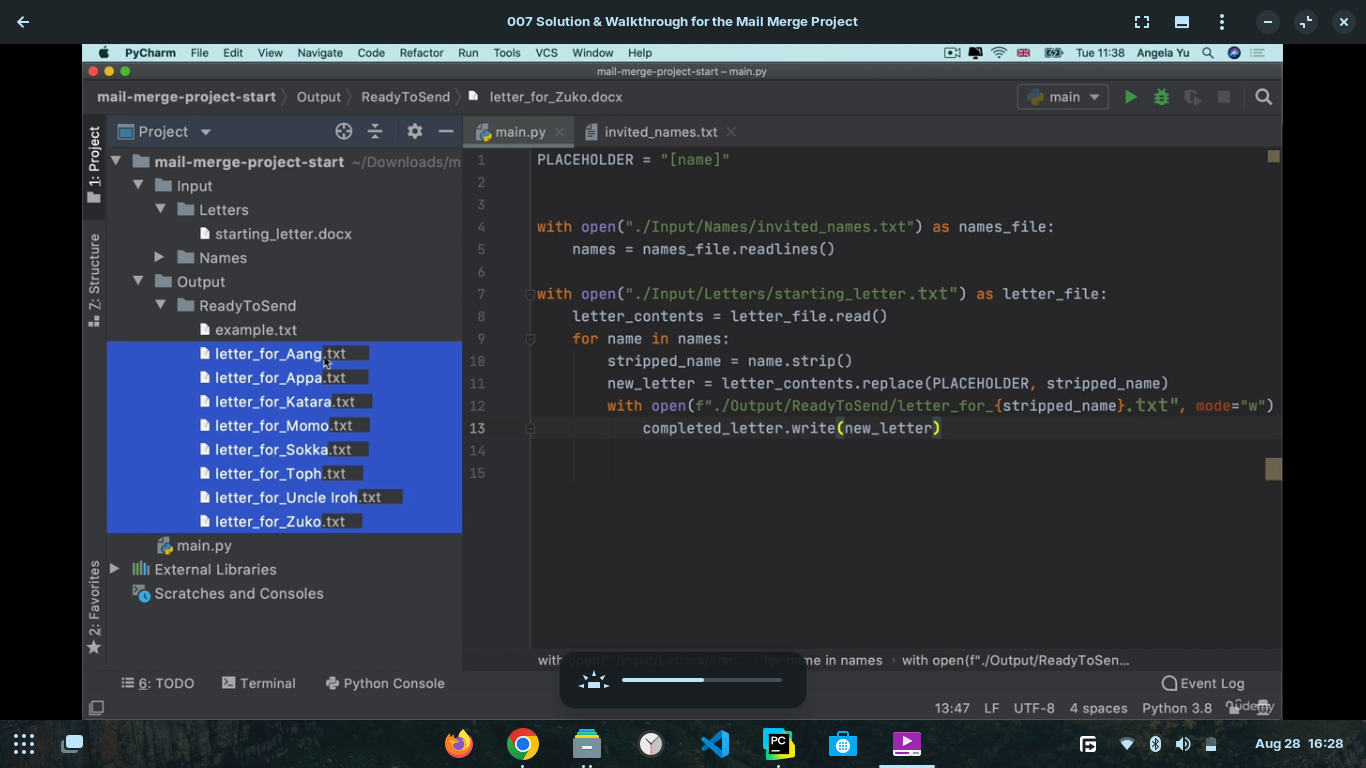 007 Solution & Walkthrough for the Mail Merge Project
PyCharm File Edit View Navigate Code Refactor Run Tools VCS Window Help Tue 11:38 Angela Yu
mail-merge-project-start – main.py
mail-merge-project-start Output ReadyToSend letter_for_Zuko.docx main
Project
main.py
invited_names.txt
1: Project
Z: Structure
2: Favorites
mail-merge-project-start ~/Downloads/m
Input
Letters
starting_letter.docx
Names
Output
ReadyToSend
example.txt
letter_for_Aang.txt
letter_for_Appa.txt
letter_for_Katara.txt
letter_for_Momo.txt
letter_for_Sokka.txt
letter_for_Toph.txt
letter_for_Uncle Iroh.txt
letter_for_Zuko.txt
main.py
External Libraries
Scratches and Consoles
1 PLACEHOLDER = "[name]"
2
3
4 with open("./Input/Names/invited_names.txt") as names_file:
5 names = names_file.readlines()
6
7 with open("./Input/Letters/starting_letter.txt") as letter_file:
8 letter_contents = letter_file.read()
9 for name in names:
10 stripped_name = name.strip()
11 new_letter = letter_contents.replace(PLACEHOLDER, stripped_name)
12 with open(f"./Output/ReadyToSend/letter_for_{stripped_name}.txt", mode="w")
13 completed_letter.write(new_letter)
14
15
with open("./Input/Letters/star... for name in names with open(f"./Output/ReadyToSen...
6: TODO Terminal Python Console Event Log
13:47 LF UTF-8 4 spaces Python 3.8 Udemy
PC
Aug 28 16:28